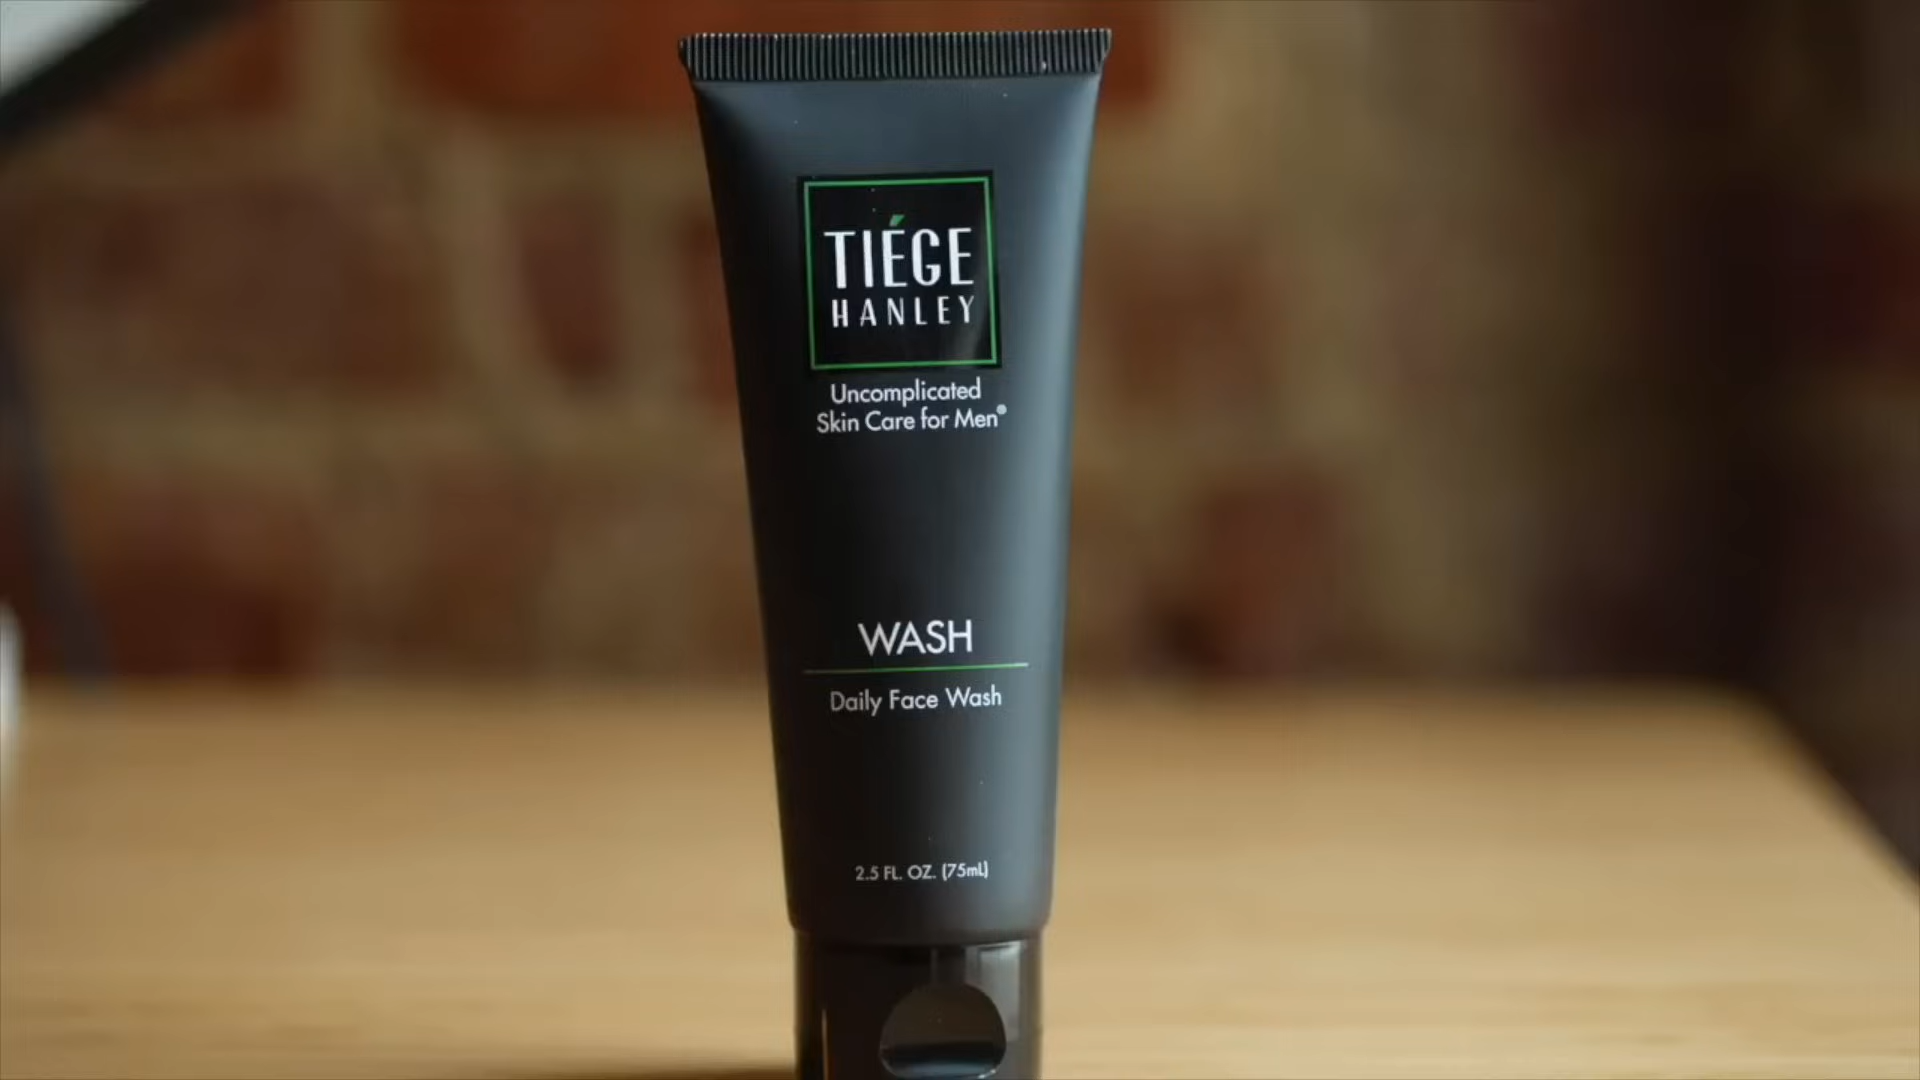 TIÉGE
HANLEY
Uncomplicated
Skin Care for Men®
WASH
Daily Face Wash
2.5 FL. OZ. (75mL)